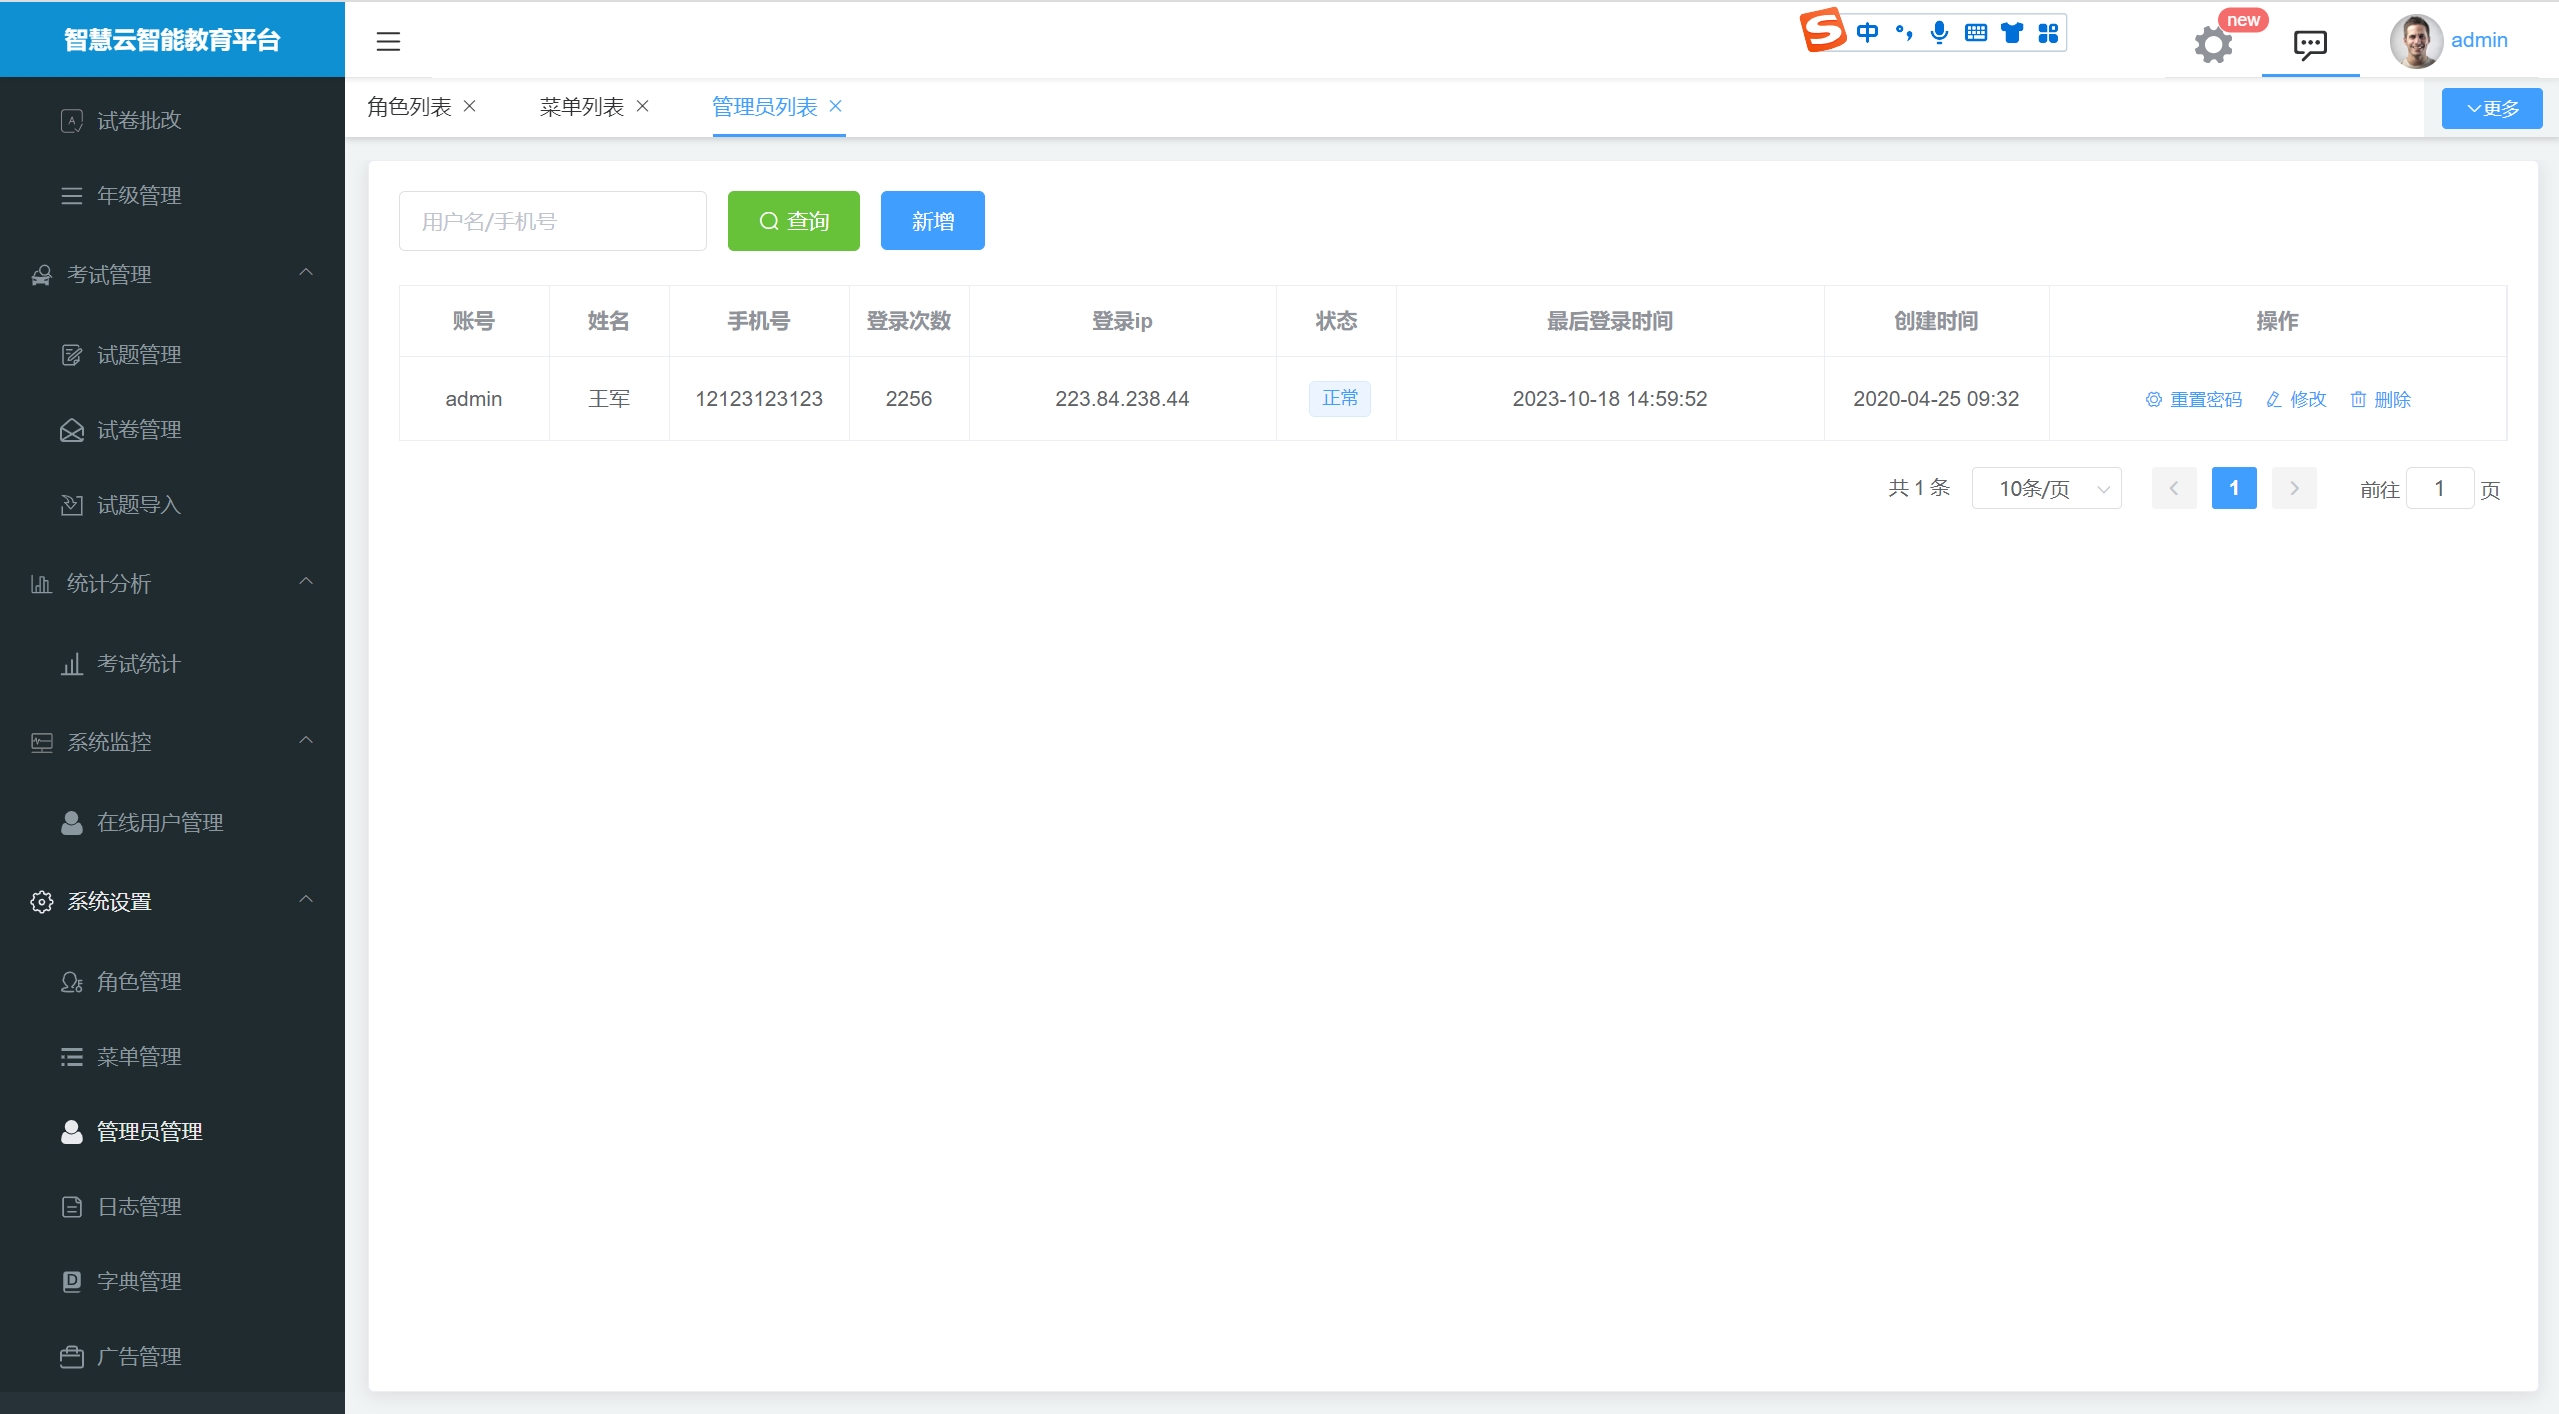 智慧云智能教育平台
中
new
admin
角色列表
菜单列表
管理员列表
更多
试卷批改
年级管理
考试管理
试题管理
试卷管理
试题导入
统计分析
考试统计
系统监控
在线用户管理
系统设置
角色管理
菜单管理
管理员管理
日志管理
字典管理
广告管理
用户名/手机号
查询
新增
账号 姓名 手机号 登录次数 登录ip 状态 最后登录时间 创建时间 操作
admin 王军 12123123123 2256 223.84.238.44 正常 2023-10-18 14:59:52 2020-04-25 09:32 重置密码 修改 删除
共 1 条 10条/页 1 前往 1 页